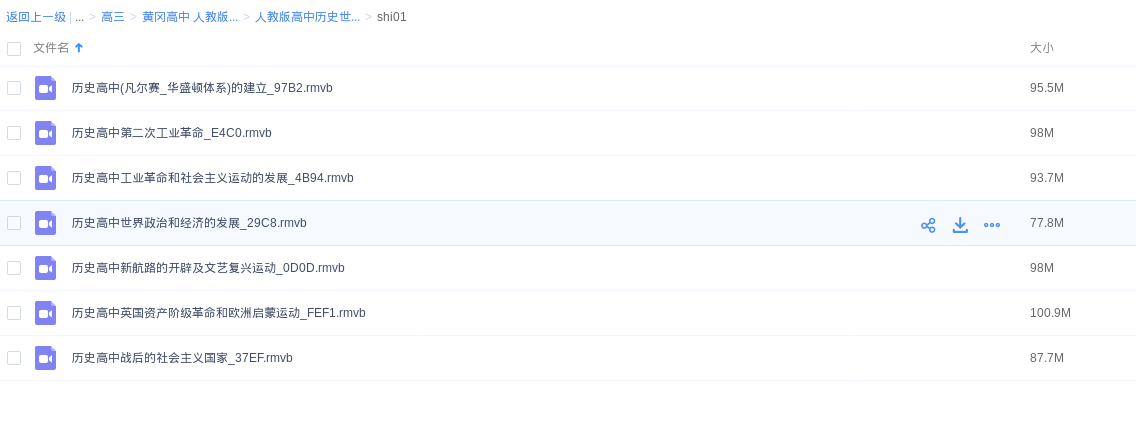 返回上一级 | ... > 高三 > 黄冈高中 人教版... > 人教版高中历史世... > shi01
文件名 大小
历史高中(凡尔赛_华盛顿体系)的建立_97B2.rmvb 95.5M
历史高中第二次工业革命_E4C0.rmvb 98M
历史高中工业革命和社会主义运动的发展_4B94.rmvb 93.7M
历史高中世界政治和经济的发展_29C8.rmvb 77.8M
历史高中新航路的开辟及文艺复兴运动_0D0D.rmvb 98M
历史高中英国资产阶级革命和欧洲启蒙运动_FEF1.rmvb 100.9M
历史高中战后的社会主义国家_37EF.rmvb 87.7M